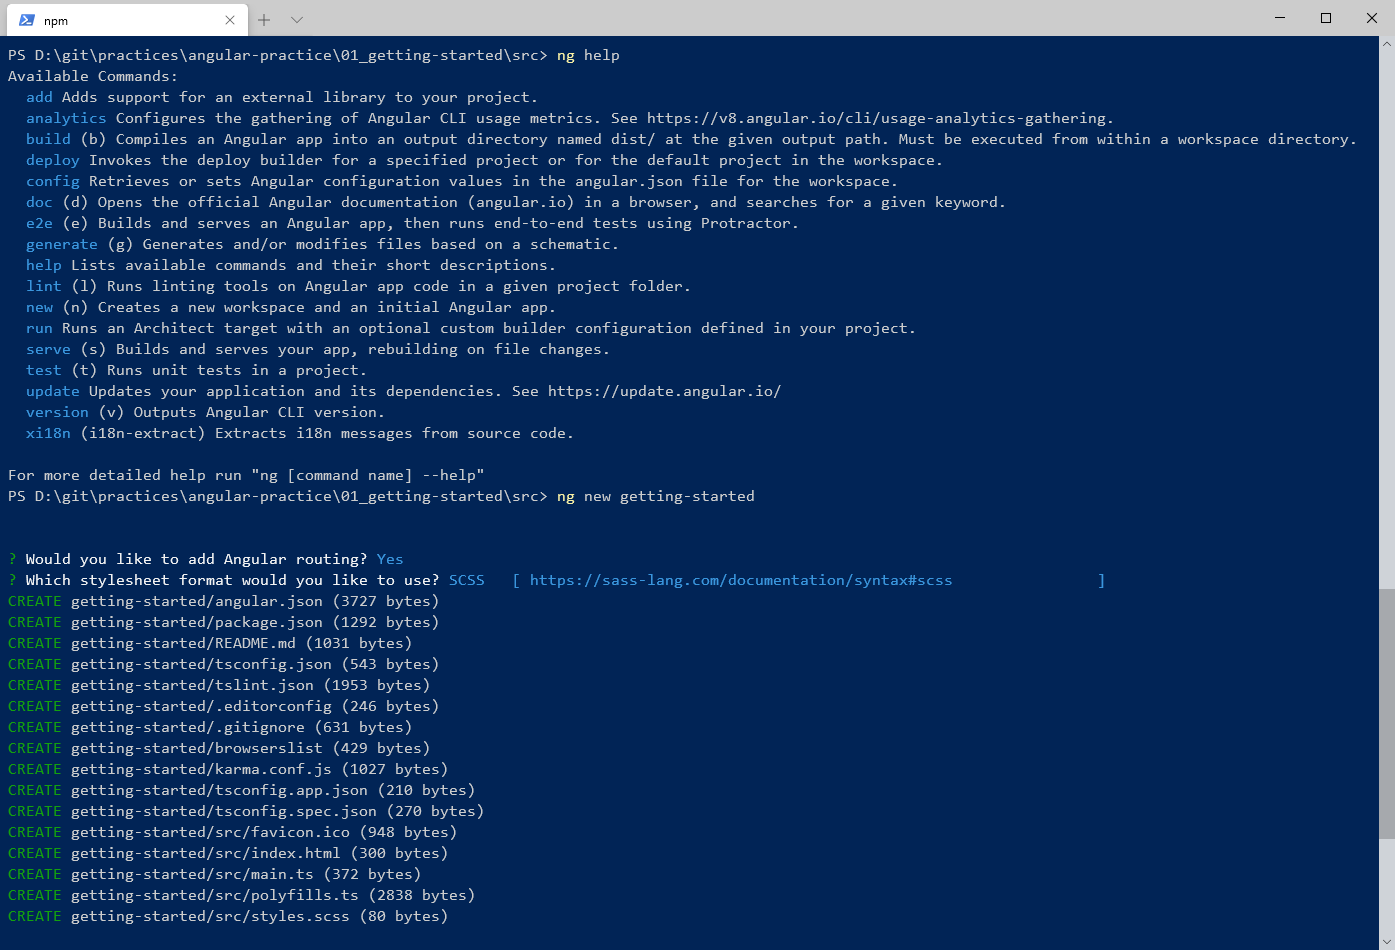 npm
PS D:\git\practices\angular-practice\01_getting-started\src> ng help
Available Commands:
  add Adds support for an external library to your project.
  analytics Configures the gathering of Angular CLI usage metrics. See https://v8.angular.io/cli/usage-analytics-gathering.
  build (b) Compiles an Angular app into an output directory named dist/ at the given output path. Must be executed from within a workspace directory.
  deploy Invokes the deploy builder for a specified project or for the default project in the workspace.
  config Retrieves or sets Angular configuration values in the angular.json file for the workspace.
  doc (d) Opens the official Angular documentation (angular.io) in a browser, and searches for a given keyword.
  e2e (e) Builds and serves an Angular app, then runs end-to-end tests using Protractor.
  generate (g) Generates and/or modifies files based on a schematic.
  help Lists available commands and their short descriptions.
  lint (l) Runs linting tools on Angular app code in a given project folder.
  new (n) Creates a new workspace and an initial Angular app.
  run Runs an Architect target with an optional custom builder configuration defined in your project.
  serve (s) Builds and serves your app, rebuilding on file changes.
  test (t) Runs unit tests in a project.
  update Updates your application and its dependencies. See https://update.angular.io/
  version (v) Outputs Angular CLI version.
  xi18n (i18n-extract) Extracts i18n messages from source code.
For more detailed help run "ng [command name] --help"
PS D:\git\practices\angular-practice\01_getting-started\src> ng new getting-started
? Would you like to add Angular routing? Yes
? Which stylesheet format would you like to use? SCSS   [ https://sass-lang.com/documentation/syntax#scss                ]
CREATE getting-started/angular.json (3727 bytes)
CREATE getting-started/package.json (1292 bytes)
CREATE getting-started/README.md (1031 bytes)
CREATE getting-started/tsconfig.json (543 bytes)
CREATE getting-started/tslint.json (1953 bytes)
CREATE getting-started/.editorconfig (246 bytes)
CREATE getting-started/.gitignore (631 bytes)
CREATE getting-started/browserslist (429 bytes)
CREATE getting-started/karma.conf.js (1027 bytes)
CREATE getting-started/tsconfig.app.json (210 bytes)
CREATE getting-started/tsconfig.spec.json (270 bytes)
CREATE getting-started/src/favicon.ico (948 bytes)
CREATE getting-started/src/index.html (300 bytes)
CREATE getting-started/src/main.ts (372 bytes)
CREATE getting-started/src/polyfills.ts (2838 bytes)
CREATE getting-started/src/styles.scss (80 bytes)